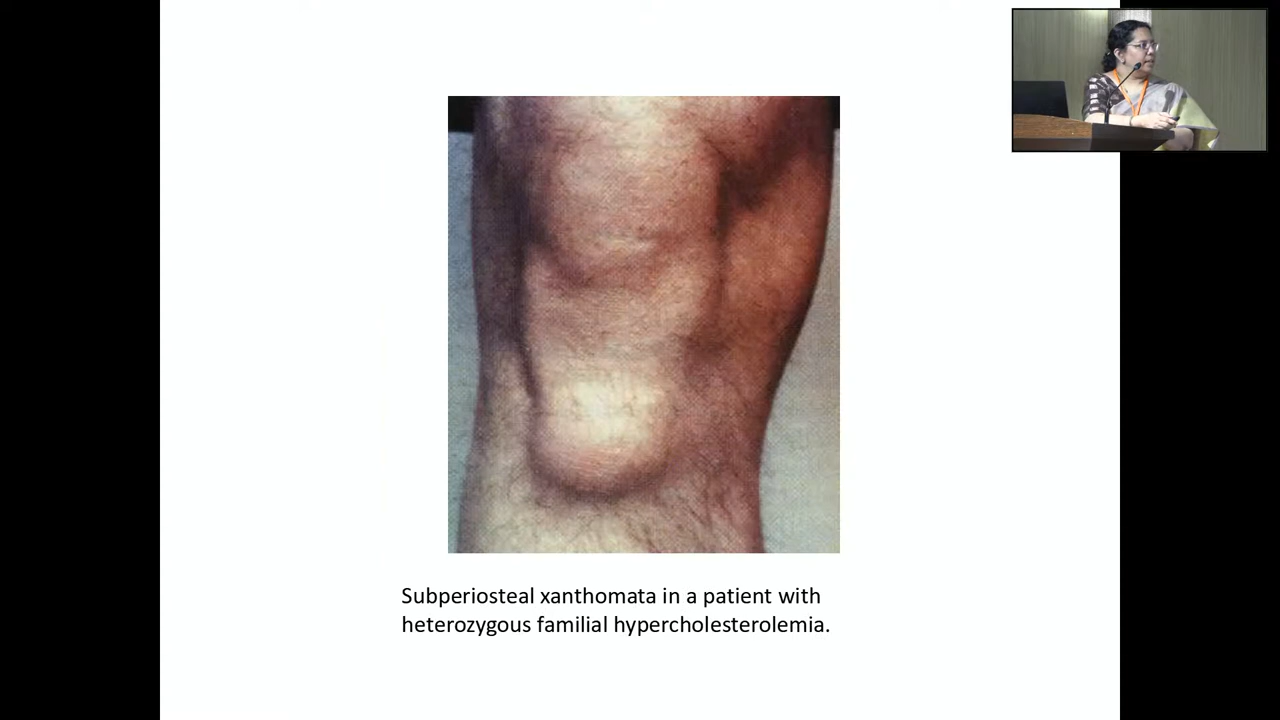 Subperiosteal xanthomata in a patient with
heterozygous familial hypercholesterolemia.